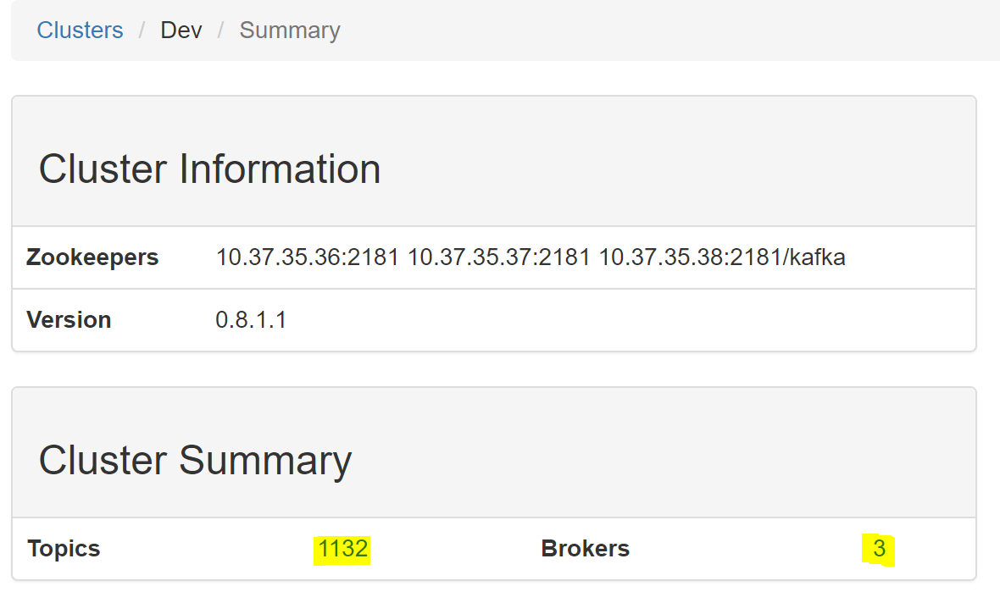 Clusters / Dev / Summary
Cluster Information
Zookeepers 10.37.35.36:2181 10.37.35.37:2181 10.37.35.38:2181/kafka
Version 0.8.1.1
Cluster Summary
Topics 1132 Brokers 3